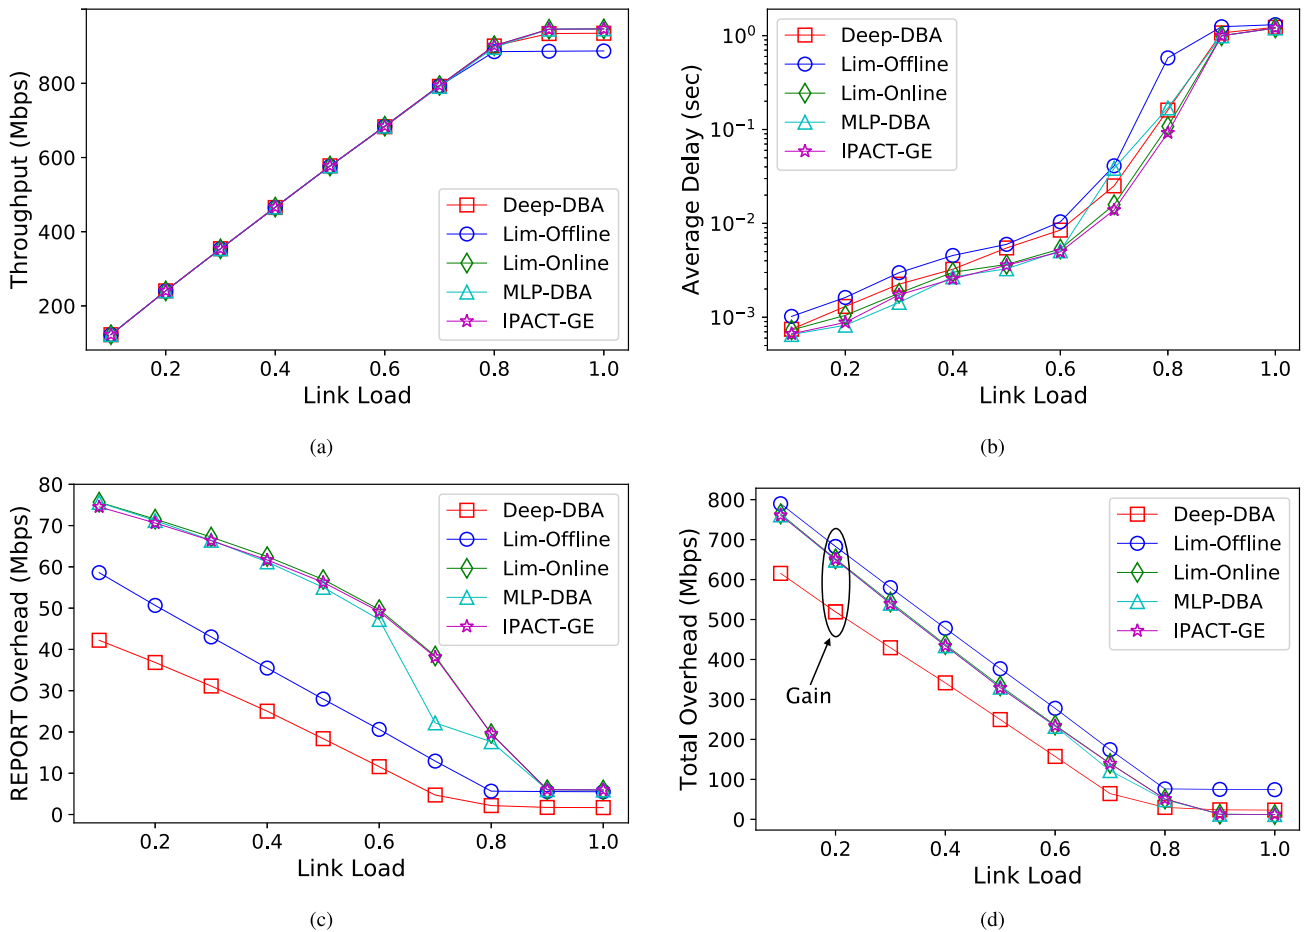 800
600
400
200
Throughput (Mbps)
Deep-DBA
Lim-Offline
Lim-Online
MLP-DBA
IPACT-GE
0.2 0.4 0.6 0.8 1.0
Link Load
(a)
10⁰
10⁻¹
10⁻²
10⁻³
Average Delay (sec)
Deep-DBA
Lim-Offline
Lim-Online
MLP-DBA
IPACT-GE
0.2 0.4 0.6 0.8 1.0
Link Load
(b)
80
70
60
50
40
30
20
10
0
REPORT Overhead (Mbps)
Deep-DBA
Lim-Offline
Lim-Online
MLP-DBA
IPACT-GE
0.2 0.4 0.6 0.8 1.0
Link Load
(c)
800
700
600
500
400
300
200
100
0
Total Overhead (Mbps)
Deep-DBA
Lim-Offline
Lim-Online
MLP-DBA
IPACT-GE
Gain
0.2 0.4 0.6 0.8 1.0
Link Load
(d)